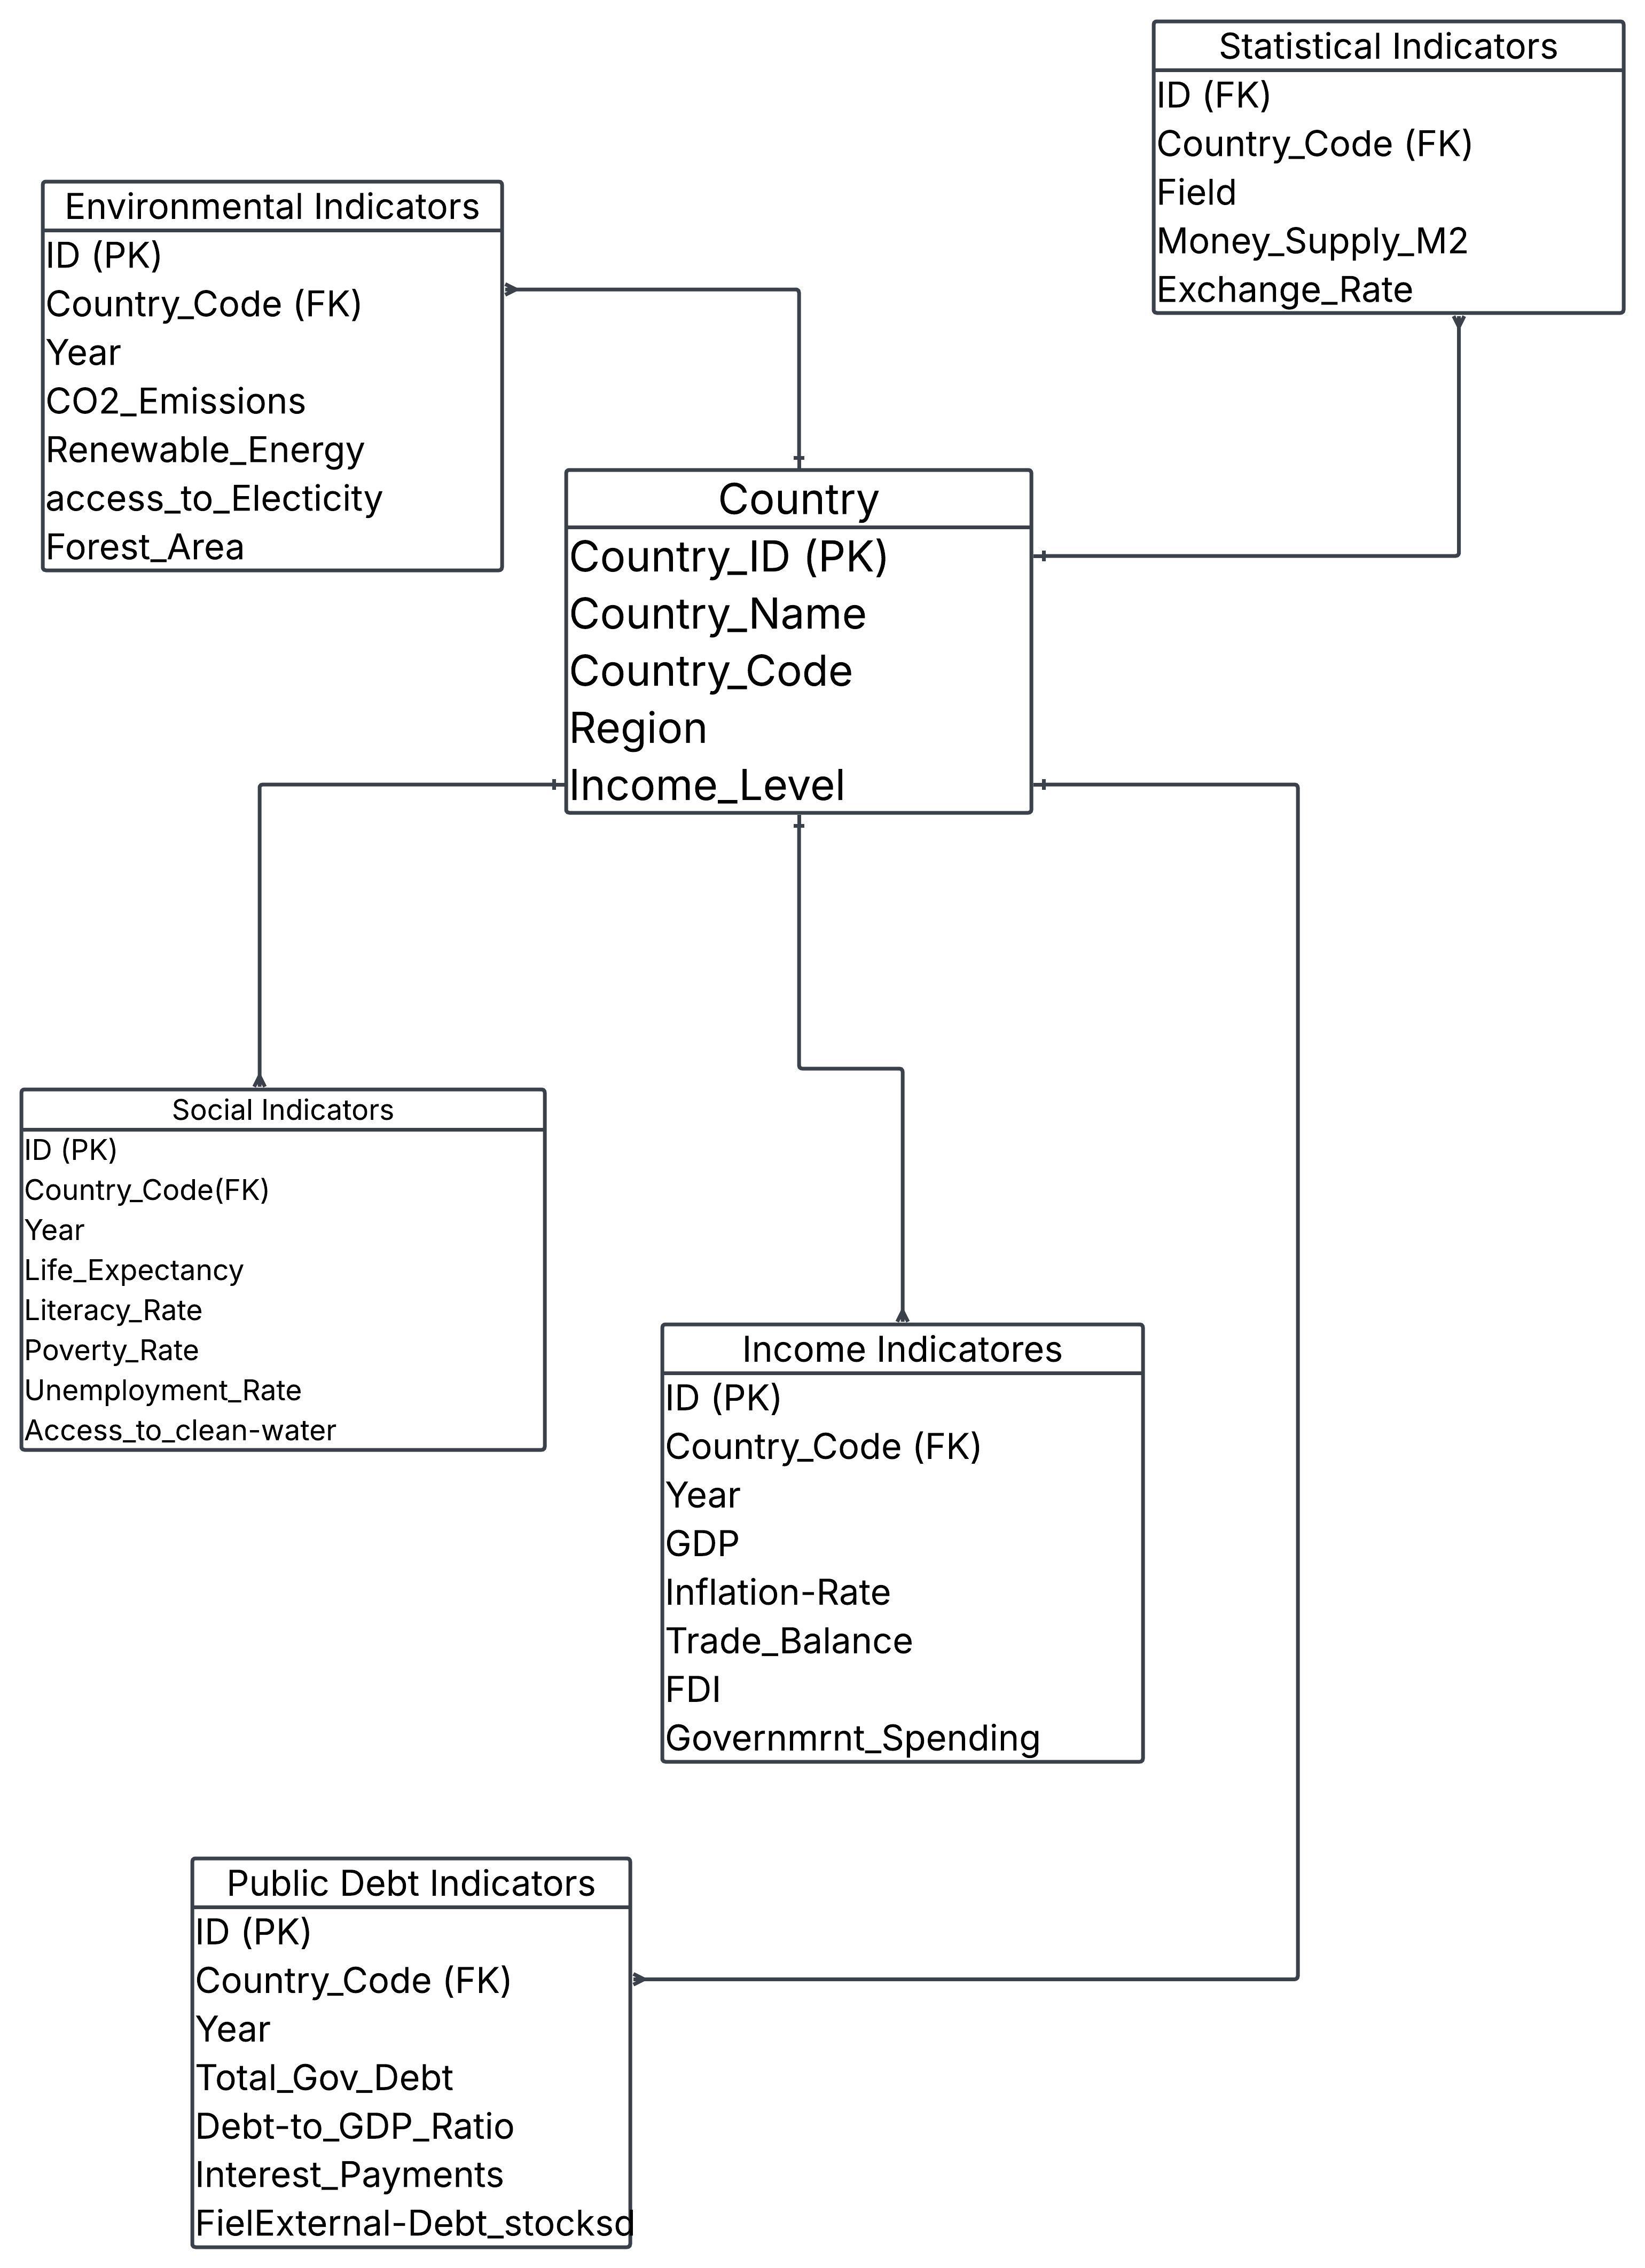 Statistical Indicators
ID (FK)
Country_Code (FK)
Field
Money_Supply_M2
Exchange_Rate
Environmental Indicators
ID (PK)
Country_Code (FK)
Year
CO2_Emissions
Renewable_Energy
access_to_Electicity
Forest_Area
Country
Country_ID (PK)
Country_Name
Country_Code
Region
Income_Level
Social Indicators
ID (PK)
Country_Code(FK)
Year
Life_Expectancy
Literacy_Rate
Poverty_Rate
Unemployment_Rate
Access_to_clean-water
Income Indicatores
ID (PK)
Country_Code (FK)
Year
GDP
Inflation-Rate
Trade_Balance
FDI
Governmrnt_Spending
Public Debt Indicators
ID (PK)
Country_Code (FK)
Year
Total_Gov_Debt
Debt-to_GDP_Ratio
Interest_Payments
FielExternal-Debt_stocksd